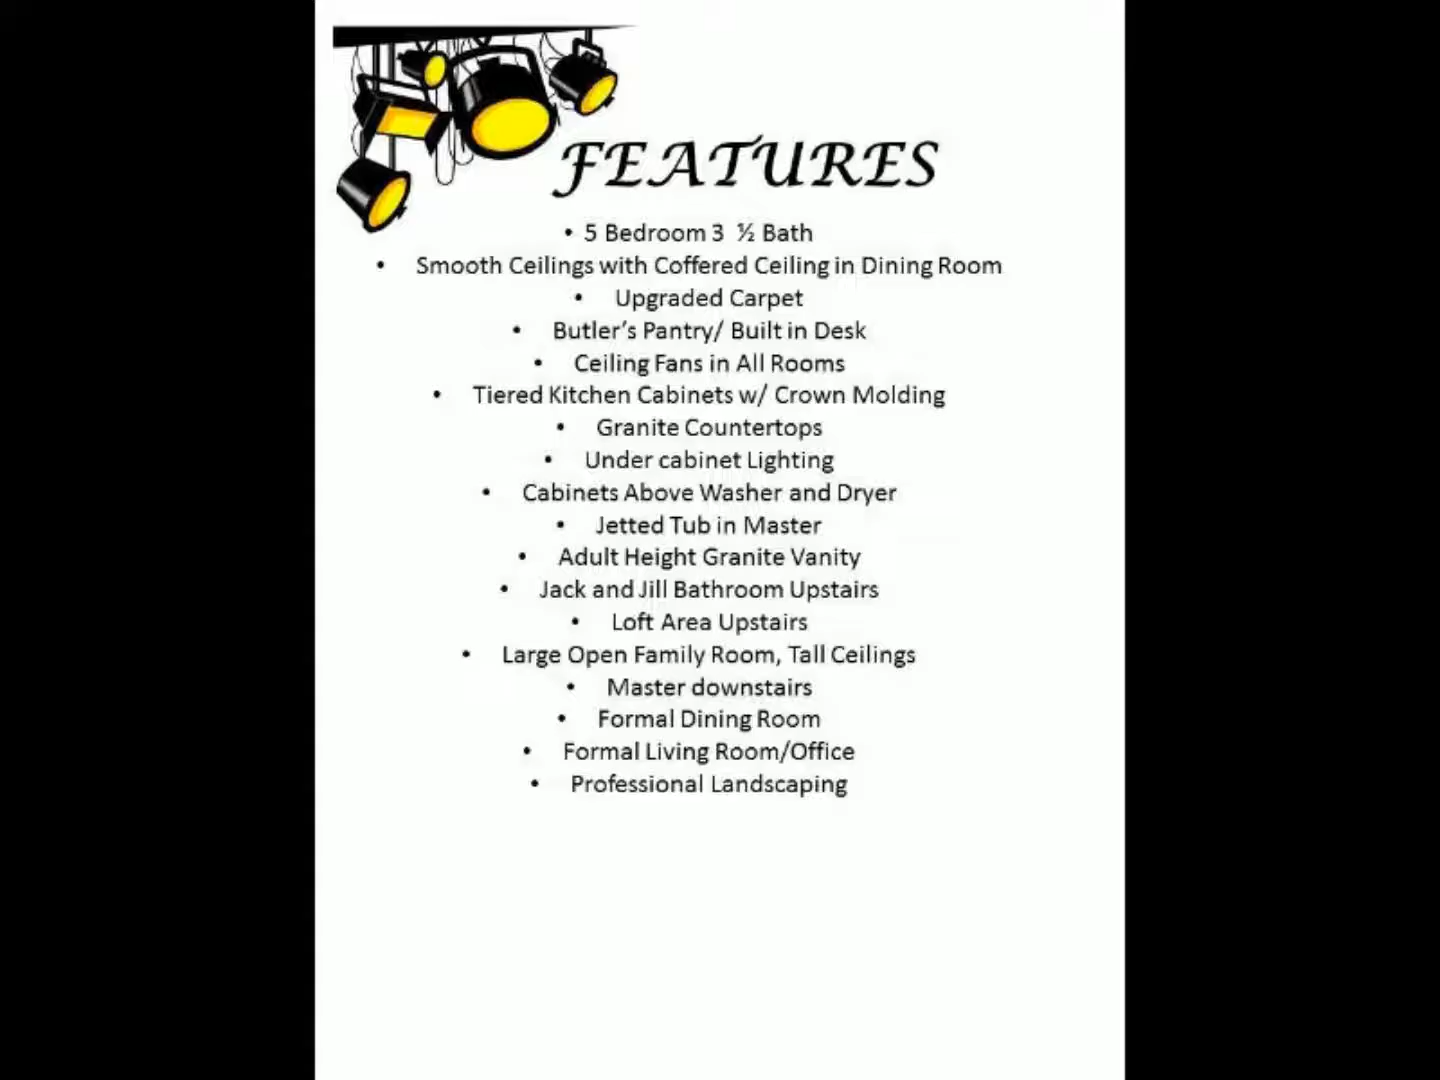 FEATURES
• 5 Bedroom 3 ½ Bath
• Smooth Ceilings with Coffered Ceiling in Dining Room
• Upgraded Carpet
• Butler’s Pantry/ Built in Desk
• Ceiling Fans in All Rooms
• Tiered Kitchen Cabinets w/ Crown Molding
• Granite Countertops
• Under cabinet Lighting
• Cabinets Above Washer and Dryer
• Jetted Tub in Master
• Adult Height Granite Vanity
• Jack and Jill Bathroom Upstairs
• Loft Area Upstairs
• Large Open Family Room, Tall Ceilings
• Master downstairs
• Formal Dining Room
• Formal Living Room/Office
• Professional Landscaping